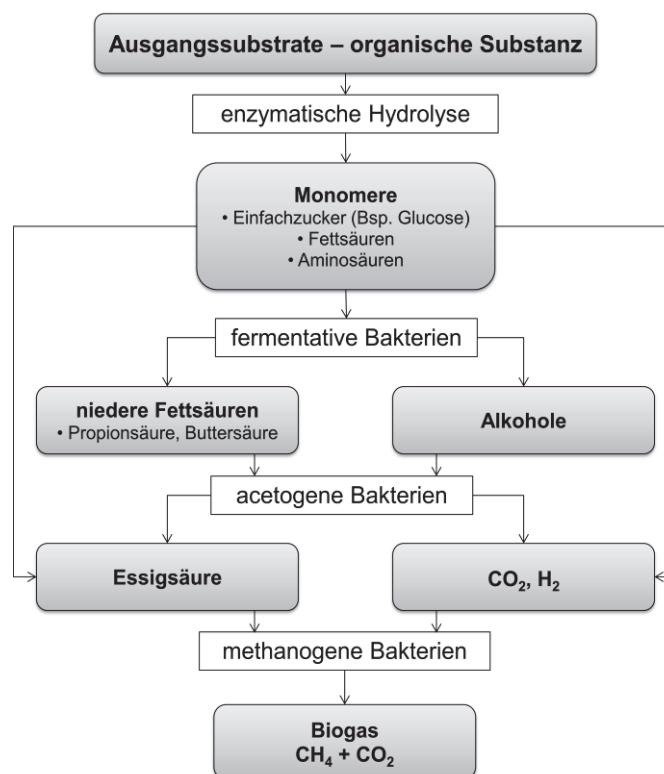 Ausgangssubstrate – organische Substanz
enzymatische Hydrolyse
Monomere
• Einfachzucker (Bsp. Glucose)
• Fettsäuren
• Aminosäuren
fermentative Bakterien
niedere Fettsäuren
• Propionsäure, Buttersäure
Alkohole
acetogene Bakterien
Essigsäure
CO₂, H₂
methanogene Bakterien
Biogas
CH₄ + CO₂